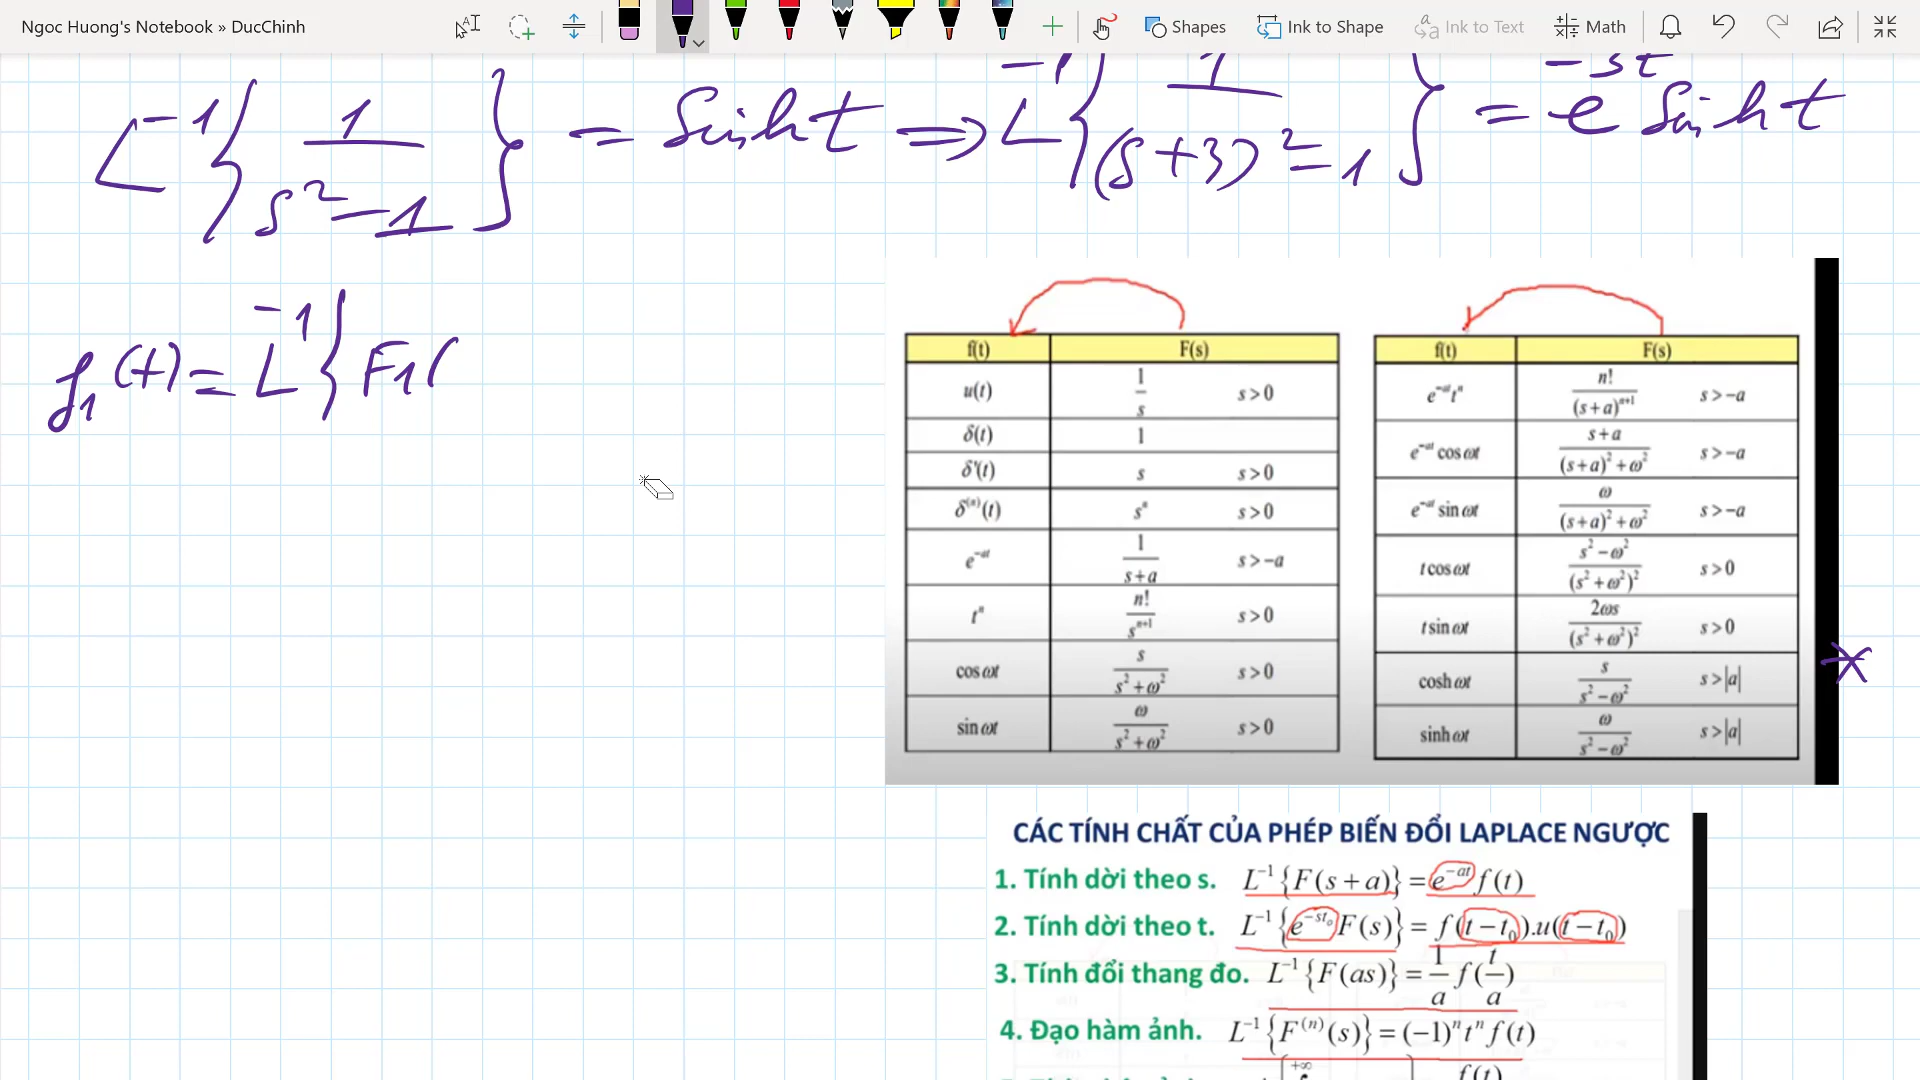 Ngoc Huong's Notebook » DucChinh
Shapes Ink to Shape Ink to Text Math
L⁻¹{1/(s²−1)} = Sinh t ⇒ L⁻¹{1/((s+3)²−1)} = e^(−3t) Sinh t
f₁(t) = L⁻¹{F₁(
f(t) F(s)
u(t) 1/s s>0
δ(t) 1
δ'(t) s s>0
δ⁽ⁿ⁾(t) sⁿ s>0
e^(−at) 1/(s+a) s>−a
tⁿ n!/sⁿ⁺¹ s>0
cos ωt s/(s²+ω²) s>0
sin ωt ω/(s²+ω²) s>0
f(t) F(s)
e^(−at)tⁿ n!/(s+a)ⁿ⁺¹ s>−a
e^(−at) cos ωt (s+a)/((s+a)²+ω²) s>−a
e^(−at) sin ωt ω/((s+a)²+ω²) s>−a
t cos ωt (s²−ω²)/(s²+ω²)² s>0
t sin ωt 2ωs/(s²+ω²)² s>0
cosh ωt s/(s²−ω²) s>|a|
sinh ωt ω/(s²−ω²) s>|a|
CÁC TÍNH CHẤT CỦA PHÉP BIẾN ĐỔI LAPLACE NGƯỢC
1. Tính dời theo s. L⁻¹{F(s+a)} = e^(−at) f(t)
2. Tính dời theo t. L⁻¹{e^(−st₀)F(s)} = f(t−t₀).u(t−t₀)
3. Tính đổi thang đo. L⁻¹{F(as)} = 1/a f(t/a)
4. Đạo hàm ảnh. L⁻¹{F⁽ⁿ⁾(s)} = (−1)ⁿtⁿf(t)
+∞ f(t)